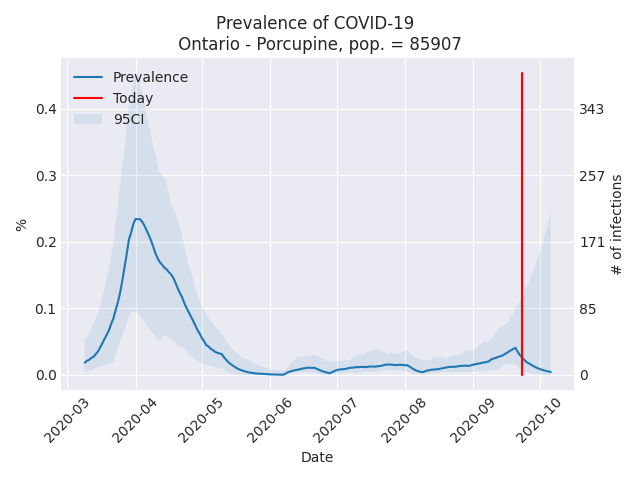 Prevalence of COVID-19
Ontario - Porcupine, pop. = 85907
Prevalence
Today
95CI
0.4
0.3
0.2
0.1
0.0
%
343
257
171
85
0
# of infections
2020-03
2020-04
2020-05
2020-06
2020-07
2020-08
2020-09
2020-10
Date